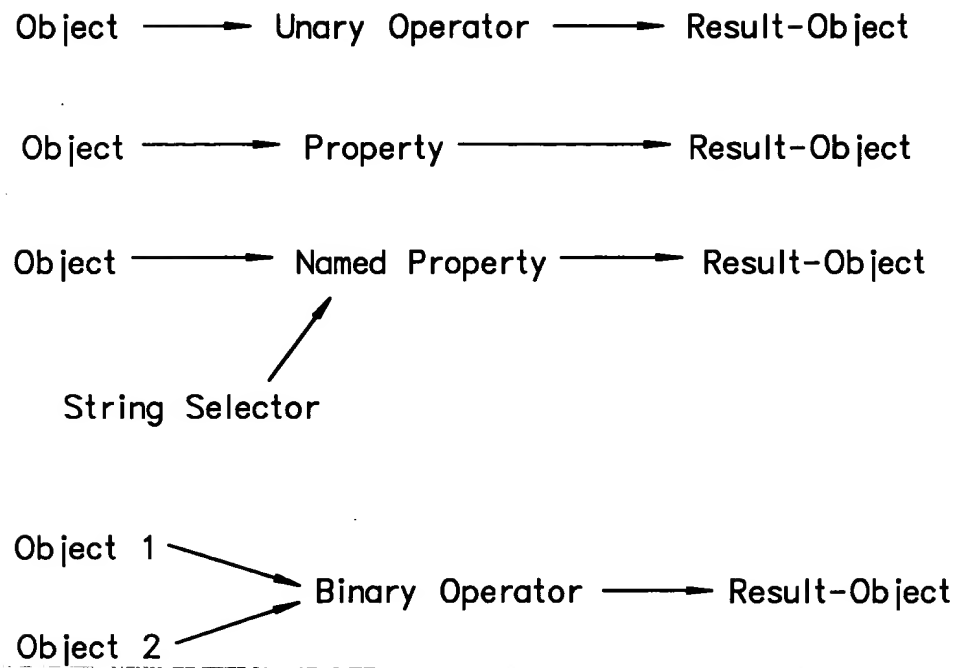 Object Unary Operator Result-Object
Object Property Result-Object
Object Named Property Result-Object
String Selector
Object 1
Binary Operator Result-Object
Object 2